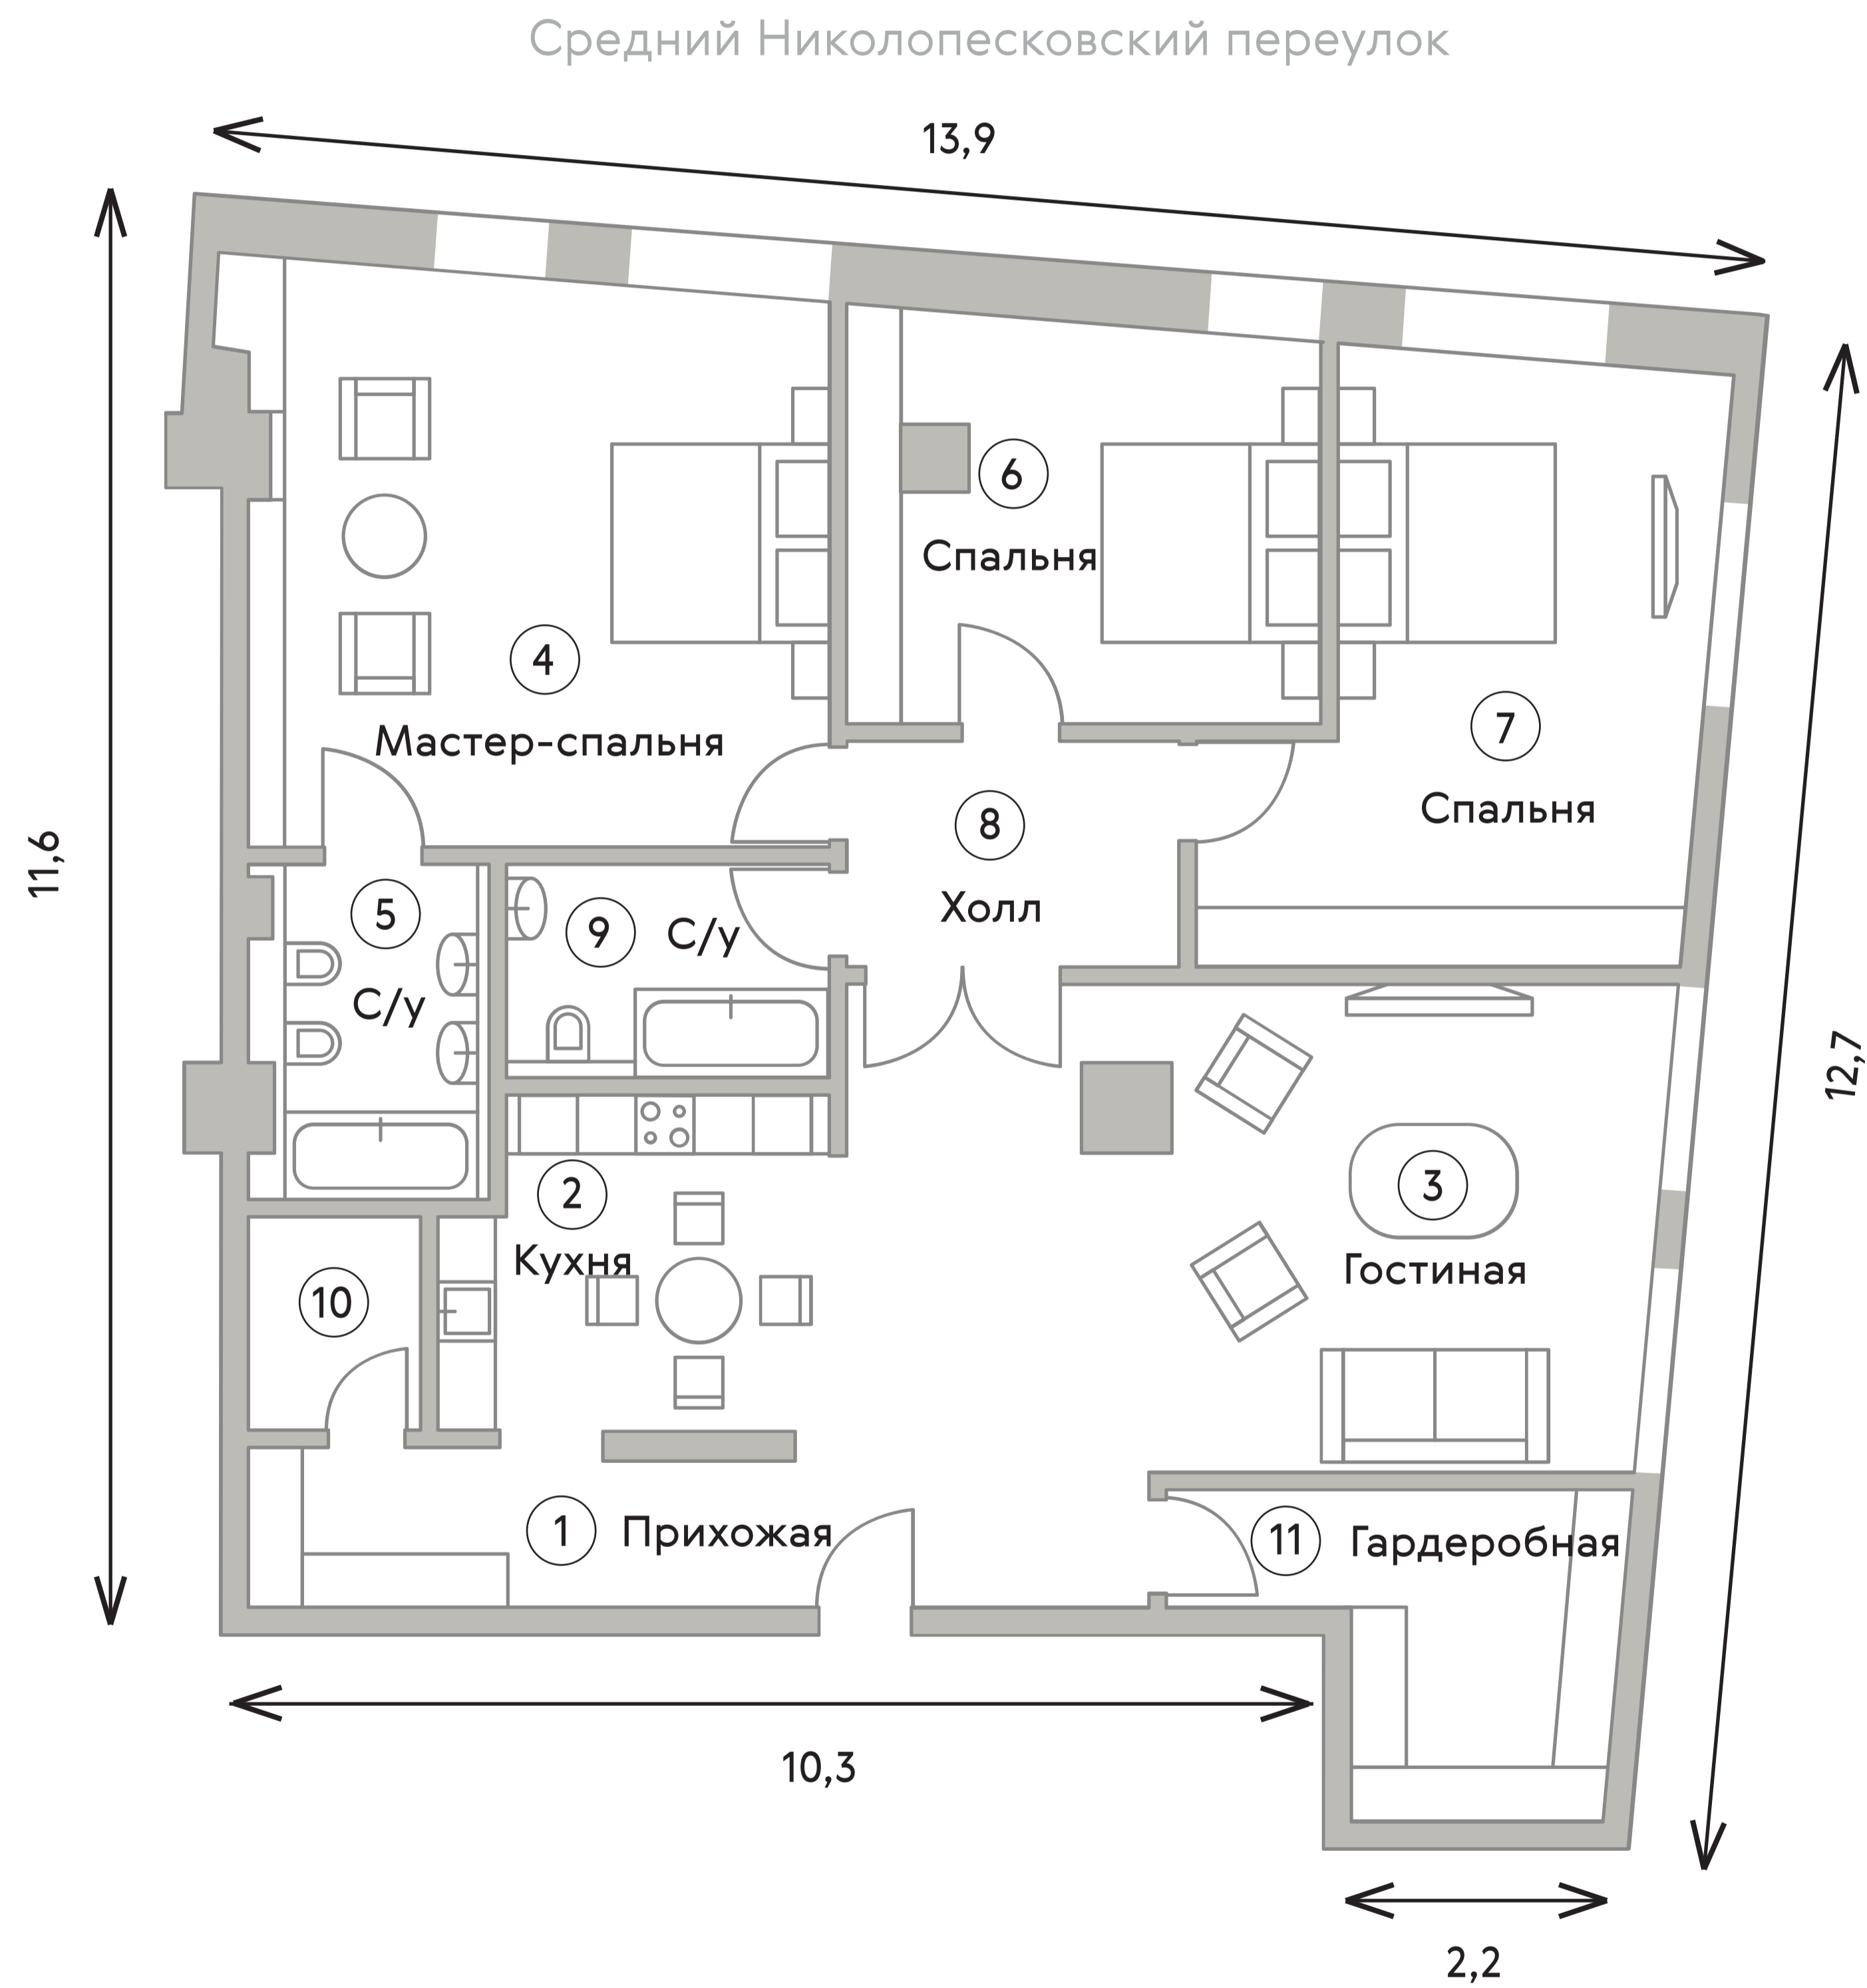 Средний Николопесковский переулок
13,9
11,6
12,7
6
Спальня
4
Мастер-спальня
7
Спальня
8
Холл
5
С/у
9
С/у
2
Кухня
3
Гостиная
10
1
Прихожая
11
Гардеробная
10,3
2,2